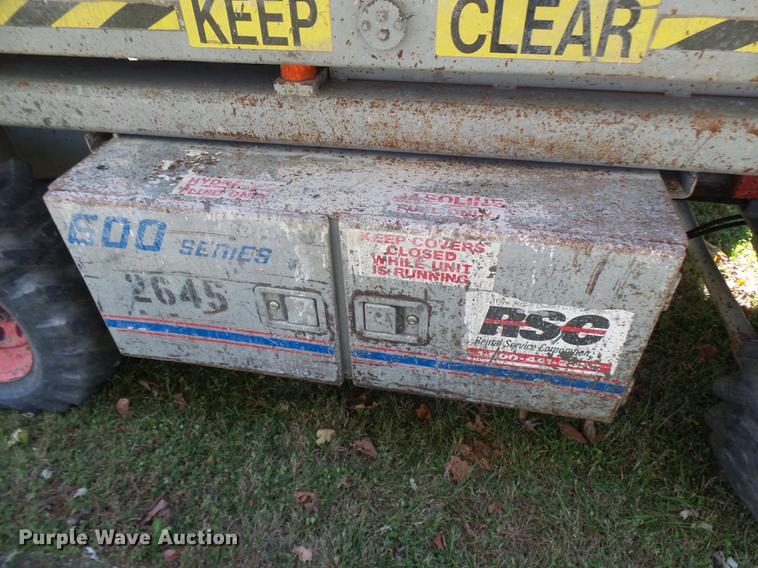 KEEP
CLEAR
GASOLINE
600 SERIES
KEEP COVERS
CLOSED
WHILE UNIT
IS RUNNING
2645
RSC
Rental Service Corporation
Purple Wave Auction